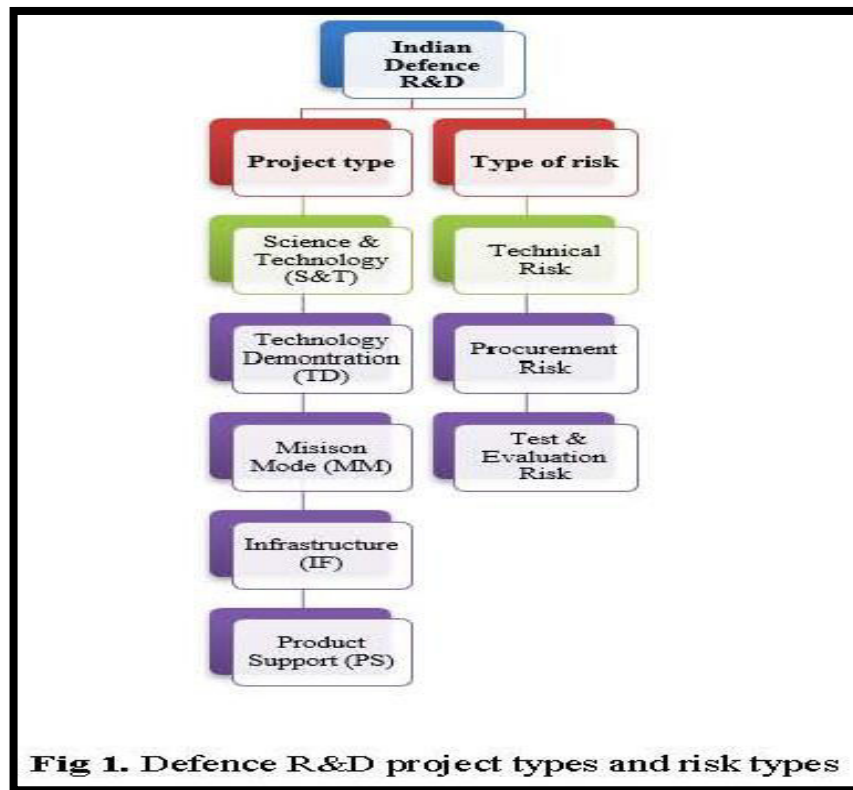 Indian
Defence
R&D
Project type
Type of risk
Science &
Technology
(S&T)
Technical
Risk
Technology
Demontration
(TD)
Procurement
Risk
Misison
Mode (MM)
Test &
Evaluation
Risk
Infrastructure
(IF)
Product
Support (PS)
Fig 1. Defence R&D project types and risk types